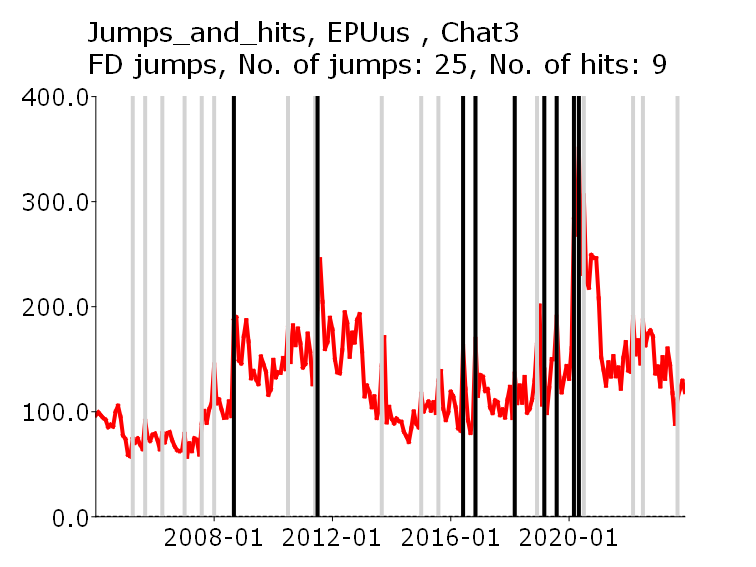 Jumps_and_hits, EPUus , Chat3
FD jumps, No. of jumps: 25, No. of hits: 9
400.0
300.0
200.0
100.0
0.0
2008-01 2012-01 2016-01 2020-01